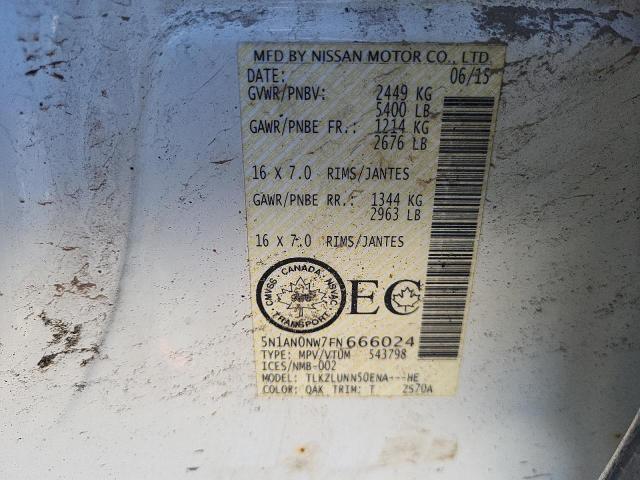 MFD BY NISSAN MOTOR CO., LTD.
DATE: 06/15
GVWR/PNBV: 2449 KG
5400 LB
GAWR/PNBE FR.: 1214 KG
2676 LB
16 X 7.0 RIMS/JANTES
GAWR/PNBE RR.: 1344 KG
2963 LB
16 X 7.0 RIMS/JANTES
CMVSS CANADA NSVAC
TRANSPORT
EC
5N1AN0NW7FN666024
TYPE: MPV/VTUM 543798
ICES/NMB-002
MODEL: TLKZLUNN50ENA---HE
COLOR: QAK TRIM: T 2S70A